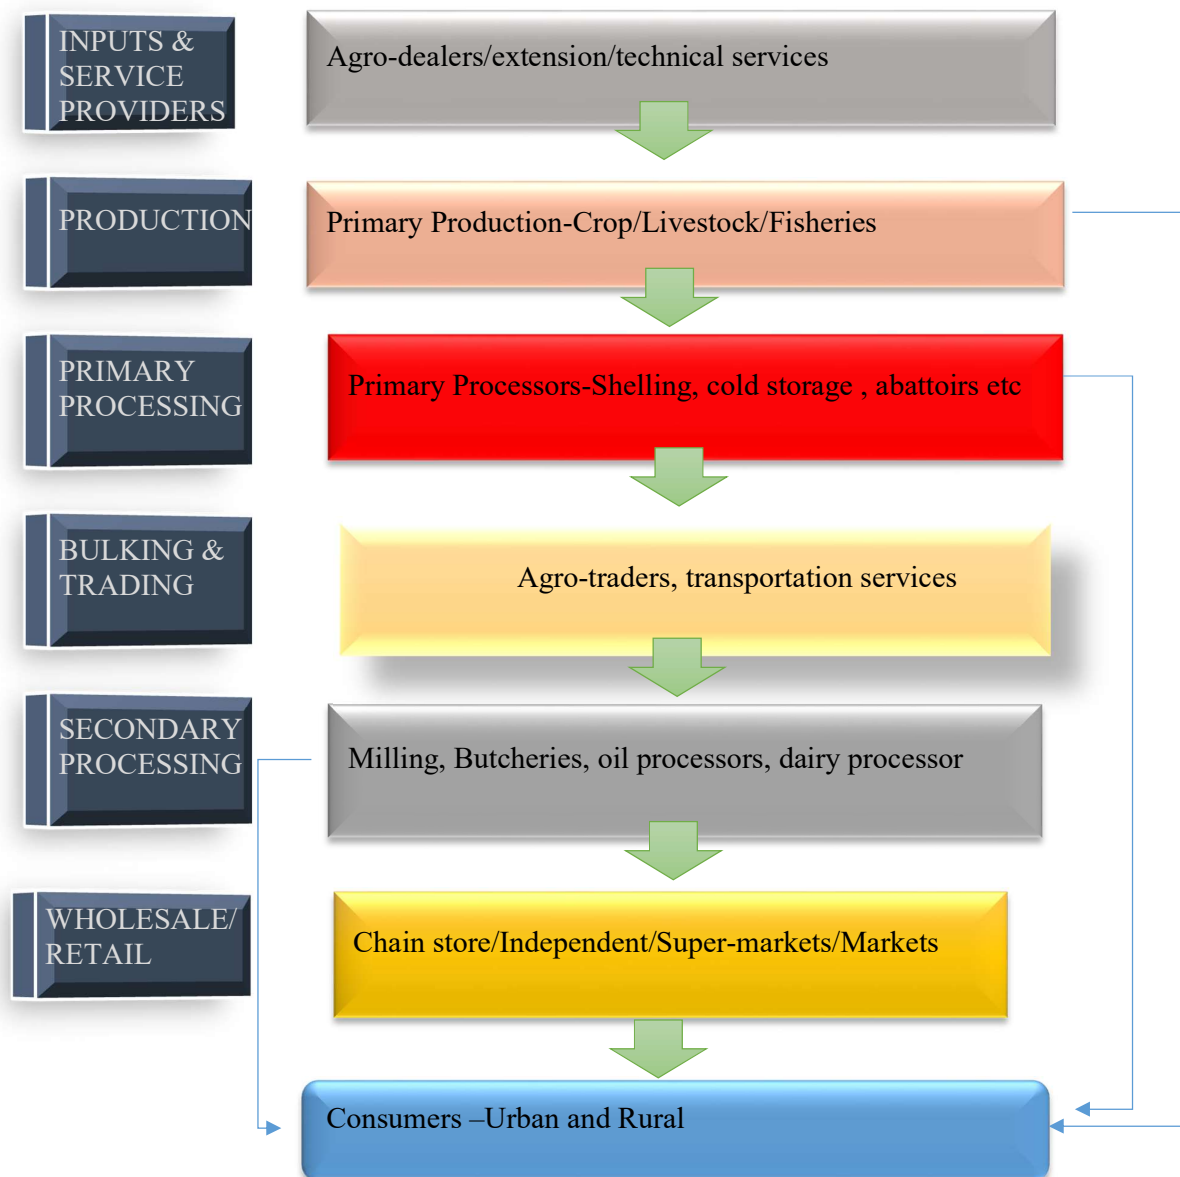 INPUTS &
SERVICE
PROVIDERS
Agro-dealers/extension/technical services
PRODUCTION
Primary Production-Crop/Livestock/Fisheries
PRIMARY
PROCESSING
Primary Processors-Shelling, cold storage , abattoirs etc
BULKING &
TRADING
Agro-traders, transportation services
SECONDARY
PROCESSING
Milling, Butcheries, oil processors, dairy processor
WHOLESALE/
RETAIL
Chain store/Independent/Super-markets/Markets
Consumers –Urban and Rural